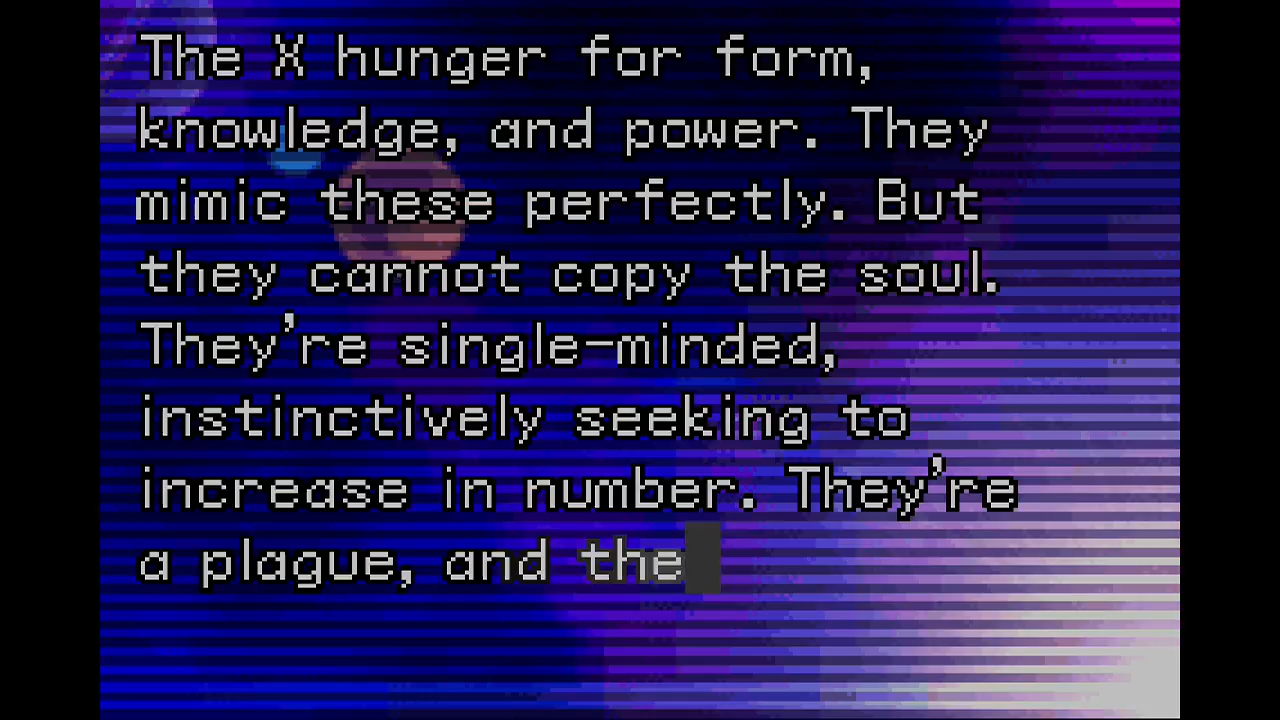 The X hunger for form,
knowledge, and power. They
mimic these perfectly. But
they cannot copy the soul.
They're single-minded,
instinctively seeking to
increase in number. They're
a plague, and the